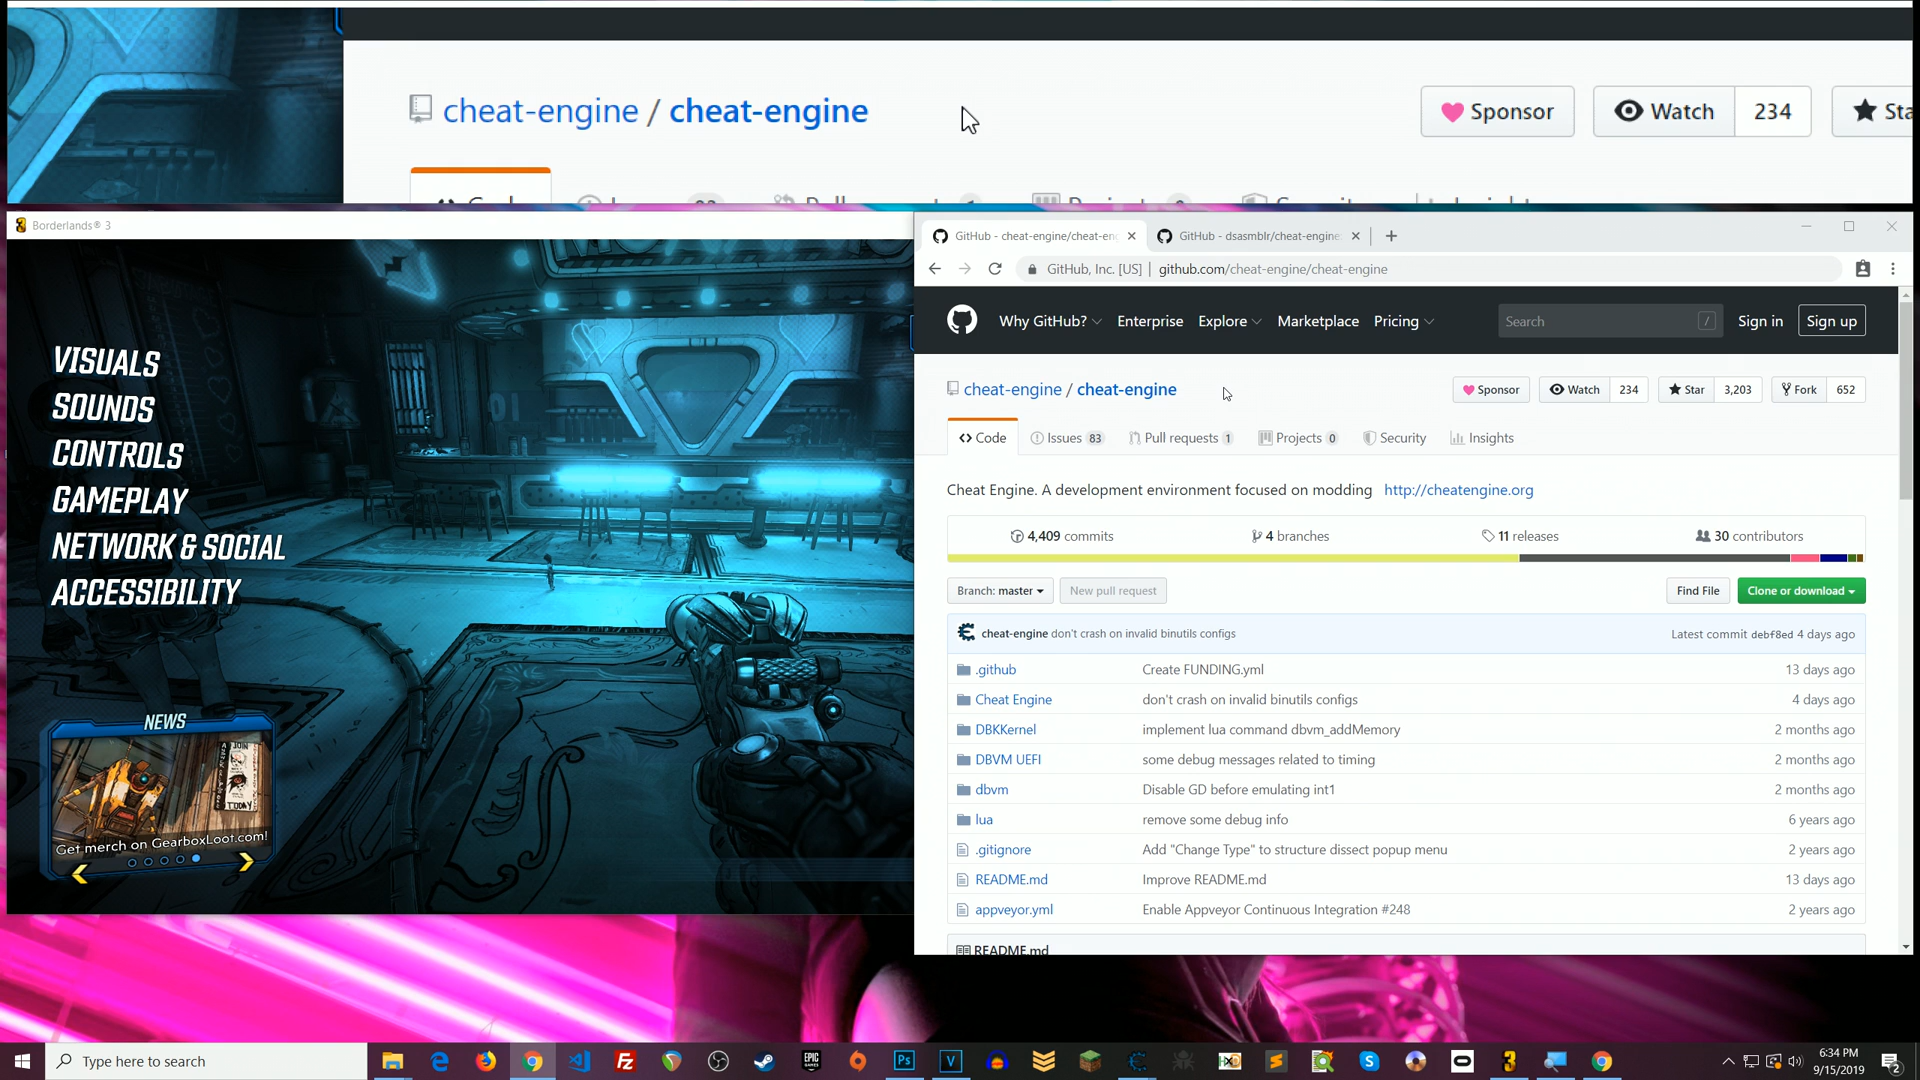 cheat-engine / cheat-engine
Sponsor
Watch 234
Sta
Borderlands® 3
VISUALS
SOUNDS
CONTROLS
GAMEPLAY
NETWORK & SOCIAL
ACCESSIBILITY
NEWS
JOIN
TODAY
Get merch on GearboxLoot.com!
GitHub - cheat-engine/cheat-en
GitHub - dsasmblr/cheat-engine
GitHub, Inc. [US] | github.com/cheat-engine/cheat-engine
Why GitHub? Enterprise Explore Marketplace Pricing
Search /
Sign in
Sign up
cheat-engine / cheat-engine
Sponsor
Watch 234
Star 3,203
Fork 652
Code
Issues 83
Pull requests 1
Projects 0
Security
Insights
Cheat Engine. A development environment focused on modding http://cheatengine.org
4,409 commits
4 branches
11 releases
30 contributors
Branch: master
New pull request
Find File
Clone or download
cheat-engine don't crash on invalid binutils configs
Latest commit debf8ed 4 days ago
.github Create FUNDING.yml 13 days ago
Cheat Engine don't crash on invalid binutils configs 4 days ago
DBKKernel implement lua command dbvm_addMemory 2 months ago
DBVM UEFI some debug messages related to timing 2 months ago
dbvm Disable GD before emulating int1 2 months ago
lua remove some debug info 6 years ago
.gitignore Add "Change Type" to structure dissect popup menu 2 years ago
README.md Improve README.md 13 days ago
appveyor.yml Enable Appveyor Continuous Integration #248 2 years ago
README.md
Type here to search
6:34 PM
9/15/2019
2